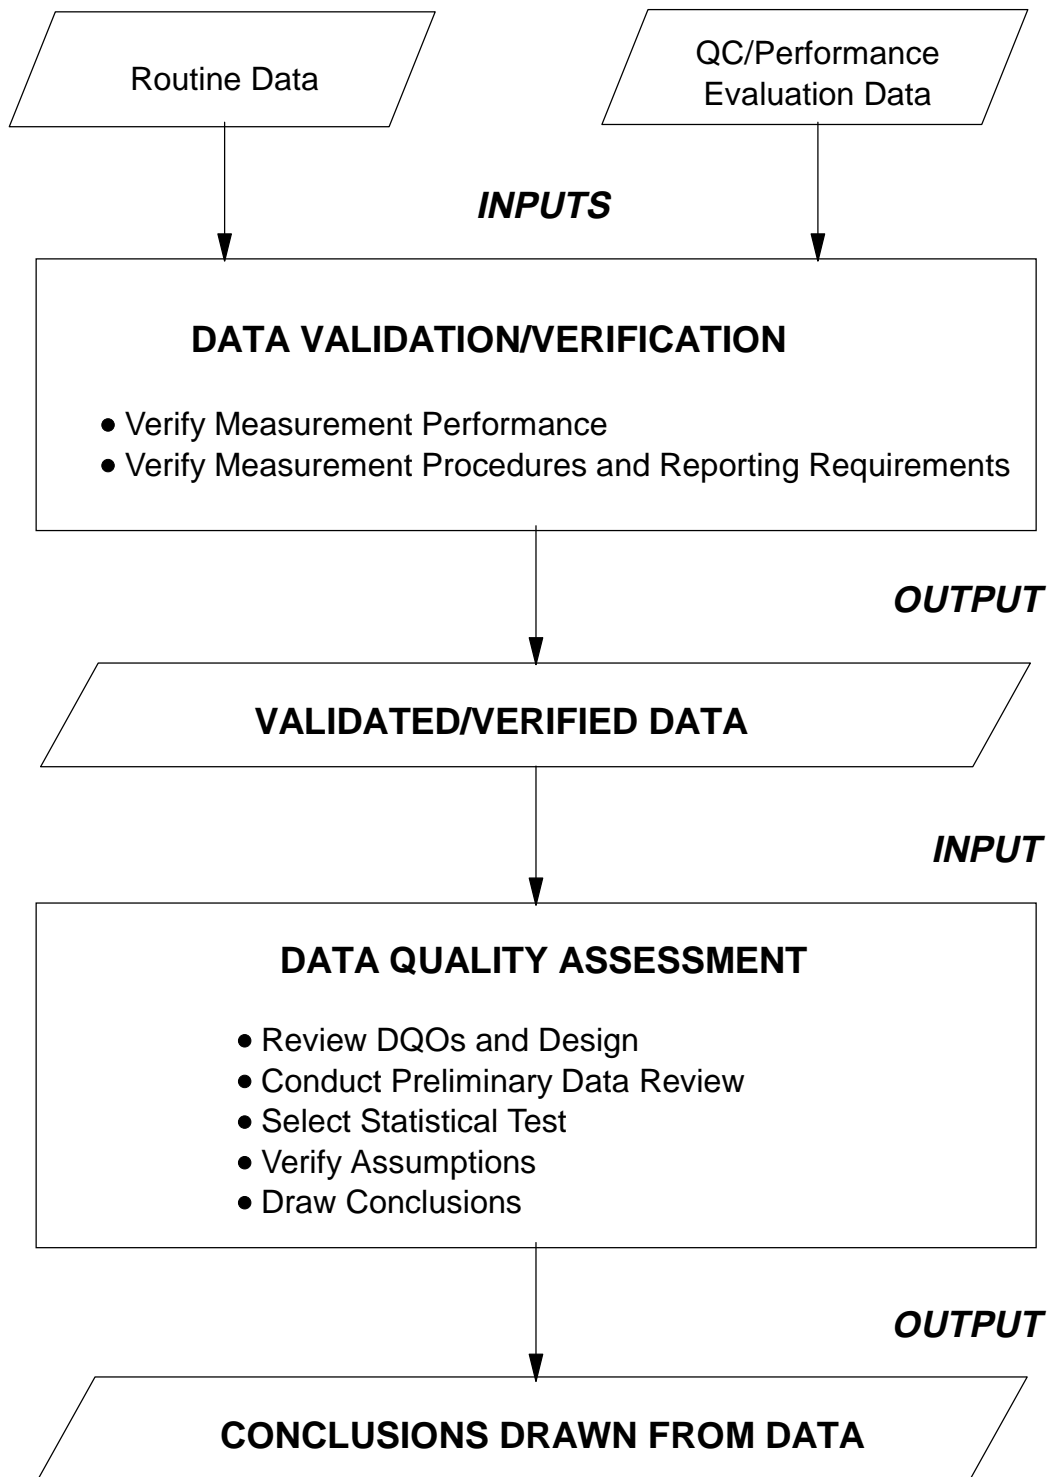 Routine Data
QC/Performance
Evaluation Data
INPUTS
DATA VALIDATION/VERIFICATION
● Verify Measurement Performance
● Verify Measurement Procedures and Reporting Requirements
OUTPUT
VALIDATED/VERIFIED DATA
INPUT
DATA QUALITY ASSESSMENT
● Review DQOs and Design
● Conduct Preliminary Data Review
● Select Statistical Test
● Verify Assumptions
● Draw Conclusions
OUTPUT
CONCLUSIONS DRAWN FROM DATA